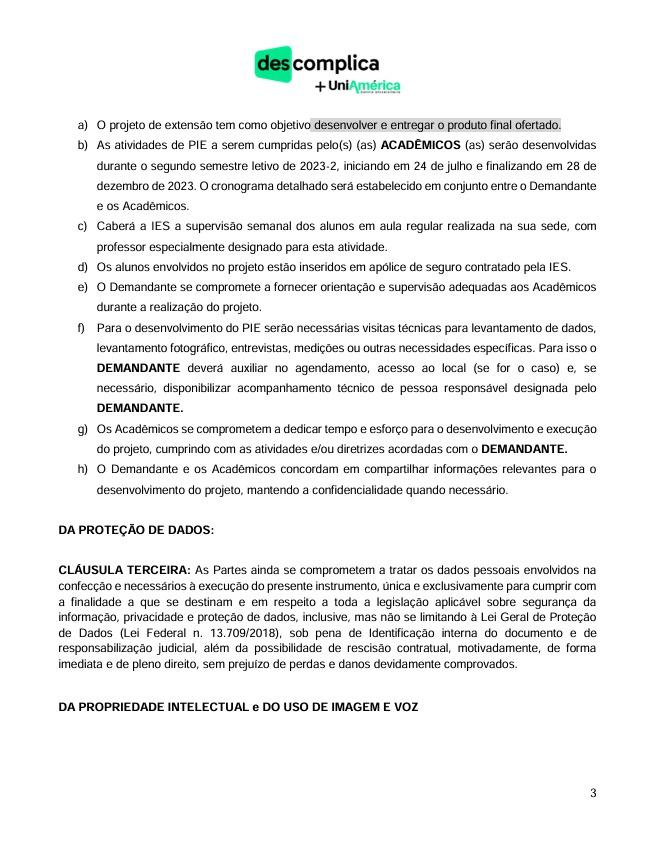 descomplica
+ UniAmérica
a) O projeto de extensão tem como objetivo desenvolver e entregar o produto final ofertado.
b) As atividades de PIE a serem cumpridas pelo(s) (as) ACADÊMICOS (as) serão desenvolvidas
durante o segundo semestre letivo de 2023-2, iniciando em 24 de julho e finalizando em 28 de
dezembro de 2023. O cronograma detalhado será estabelecido em conjunto entre o Demandante
e os Acadêmicos.
c) Caberá a IES a supervisão semanal dos alunos em aula regular realizada na sua sede, com
professor especialmente designado para esta atividade.
d) Os alunos envolvidos no projeto estão inseridos em apólice de seguro contratado pela IES.
e) O Demandante se compromete a fornecer orientação e supervisão adequadas aos Acadêmicos
durante a realização do projeto.
f) Para o desenvolvimento do PIE serão necessárias visitas técnicas para levantamento de dados,
levantamento fotográfico, entrevistas, medições ou outras necessidades específicas. Para isso o
DEMANDANTE deverá auxiliar no agendamento, acesso ao local (se for o caso) e, se
necessário, disponibilizar acompanhamento técnico de pessoa responsável designada pelo
DEMANDANTE.
g) Os Acadêmicos se comprometem a dedicar tempo e esforço para o desenvolvimento e execução
do projeto, cumprindo com as atividades e/ou diretrizes acordadas com o DEMANDANTE.
h) O Demandante e os Acadêmicos concordam em compartilhar informações relevantes para o
desenvolvimento do projeto, mantendo a confidencialidade quando necessário.
DA PROTEÇÃO DE DADOS:
CLÁUSULA TERCEIRA: As Partes ainda se comprometem a tratar os dados pessoais envolvidos na
confecção e necessários à execução do presente instrumento, única e exclusivamente para cumprir com
a finalidade a que se destinam e em respeito a toda a legislação aplicável sobre segurança da
informação, privacidade e proteção de dados, inclusive, mas não se limitando à Lei Geral de Proteção
de Dados (Lei Federal n. 13.709/2018), sob pena de Identificação interna do documento e de
responsabilização judicial, além da possibilidade de rescisão contratual, motivadamente, de forma
imediata e de pleno direito, sem prejuízo de perdas e danos devidamente comprovados.
DA PROPRIEDADE INTELECTUAL e DO USO DE IMAGEM E VOZ
3